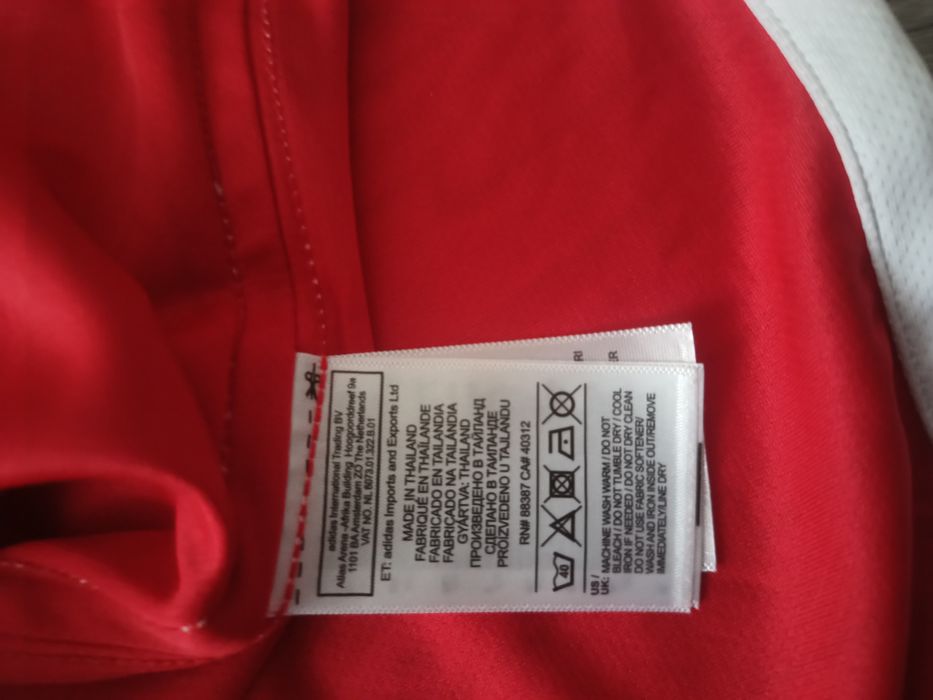 adidas International Trading BV
Atlas Arena -Afrika Building Hoogoorddreef 9a
1101 BA Amsterdam ZO The Netherlands
VAT NO. NL 8073.01.322.B.01
ET: adidas Imports and Exports Ltd
MADE IN THAILAND
FABRIQUÉ EN THAÏLANDE
FABRICADO EN TAILANDIA
FABRICADO NA TAILÂNDIA
GYÁRTVA: THAILAND
ПРОИЗВЕДЕНО В ТАЙЛАНД
СДЕЛАНО В ТАИЛАНДЕ
PROIZVEDENO U TAJLANDU
RN# 88387 CA# 40312
40
US /
UK: MACHINE WASH WARM / DO NOT
BLEACH / DO NOT TUMBLE DRY / COOL
IRON IF NEEDED / DO NOT DRY CLEAN
DO NOT USE FABRIC SOFTENER/
WASH AND IRON INSIDE OUT/REMOVE
IMMEDIATELY/LINE DRY